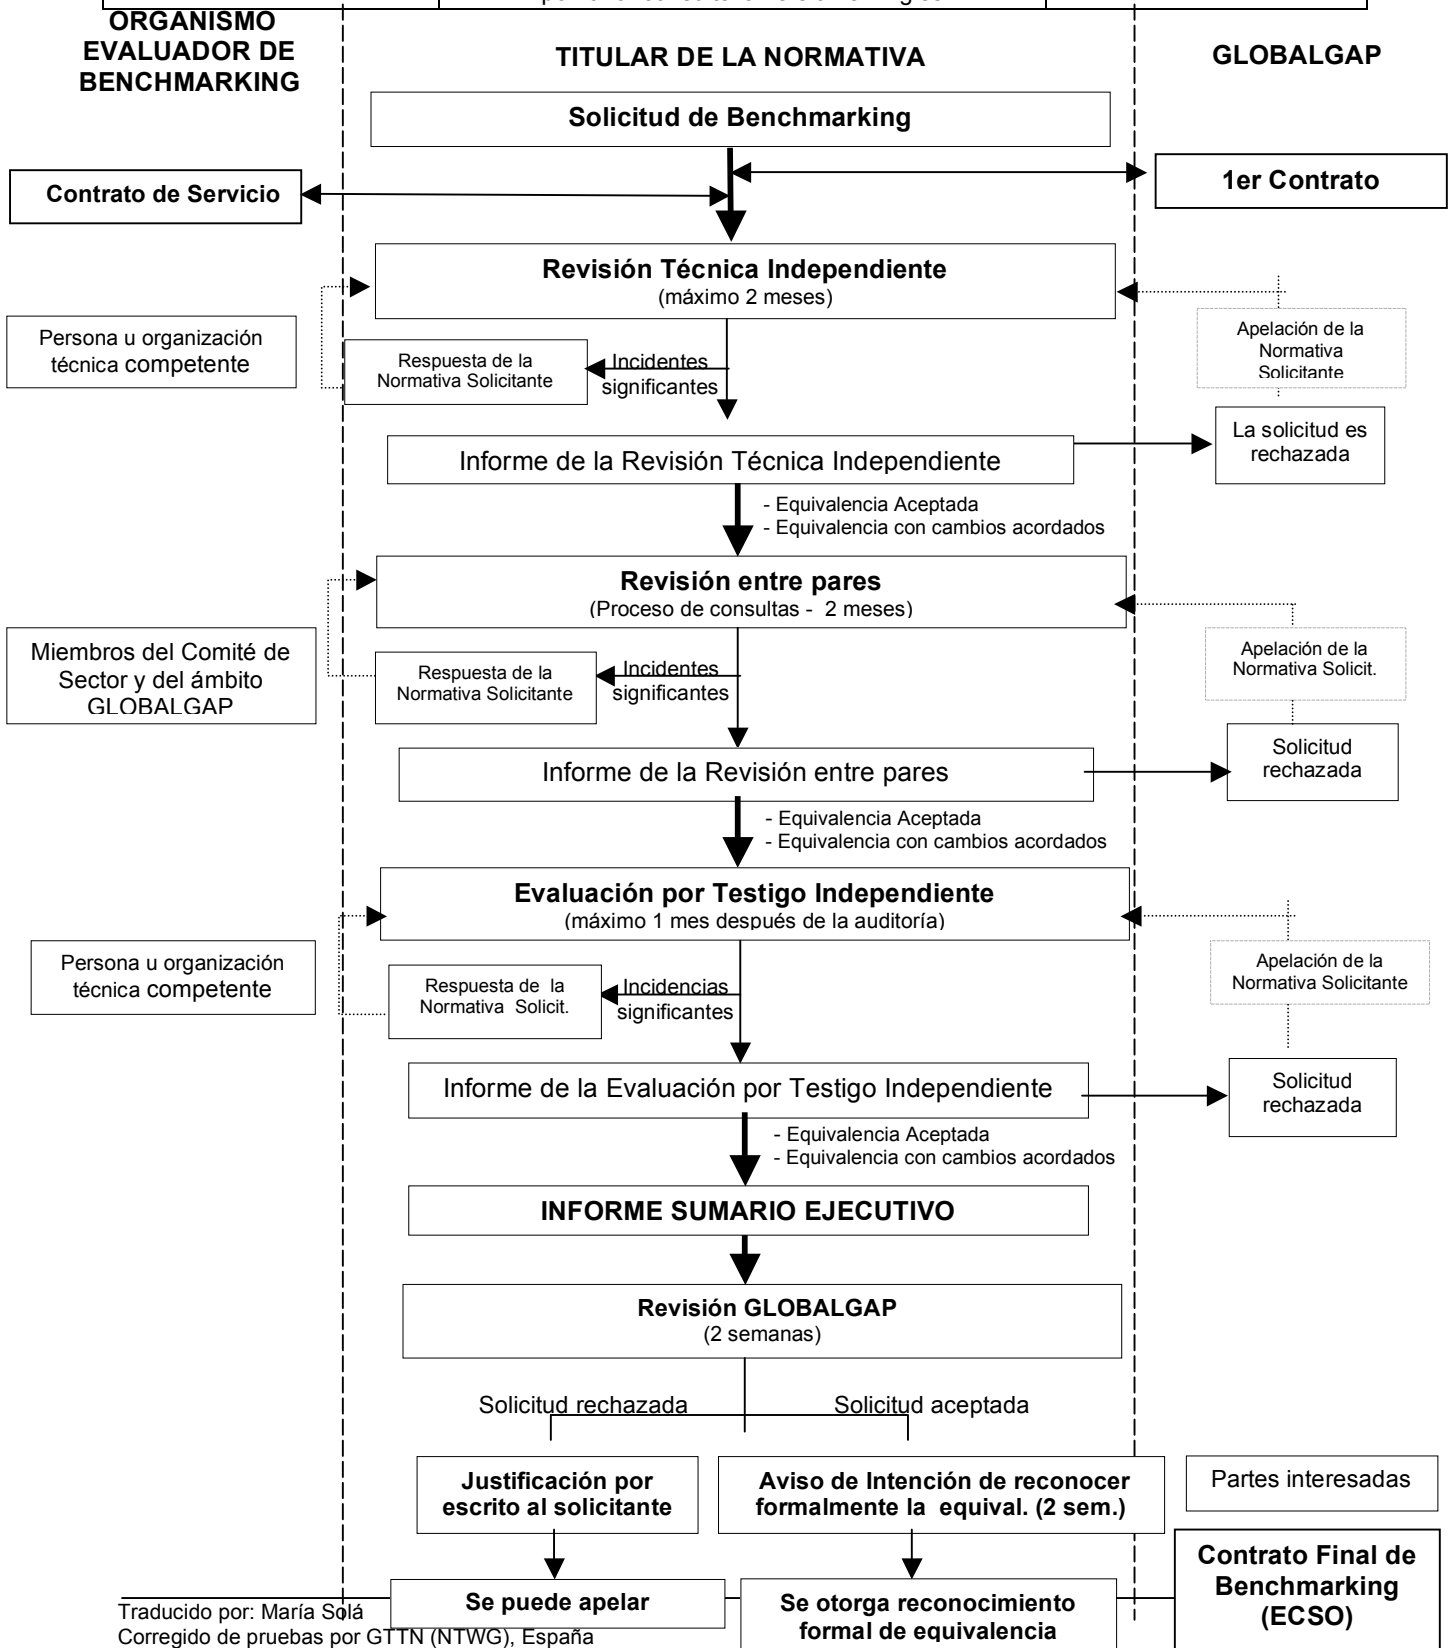 ORGANISMO
EVALUADOR DE
BENCHMARKING
TITULAR DE LA NORMATIVA
GLOBALGAP
Solicitud de Benchmarking
Contrato de Servicio
1er Contrato
Revisión Técnica Independiente
(máximo 2 meses)
Persona u organización
técnica competente
Respuesta de la
Normativa Solicitante
Incidentes
significantes
Apelación de la
Normativa
Solicitante
Informe de la Revisión Técnica Independiente
La solicitud es
rechazada
- Equivalencia Aceptada
- Equivalencia con cambios acordados
Revisión entre pares
(Proceso de consultas - 2 meses)
Miembros del Comité de
Sector y del ámbito
GLOBALGAP
Respuesta de la
Normativa Solicitante
Incidentes
significantes
Apelación de la
Normativa Solicit.
Informe de la Revisión entre pares
Solicitud
rechazada
- Equivalencia Aceptada
- Equivalencia con cambios acordados
Evaluación por Testigo Independiente
(máximo 1 mes después de la auditoría)
Persona u organización
técnica competente
Respuesta de la
Normativa Solicit.
Incidencias
significantes
Apelación de la
Normativa Solicitante
Informe de la Evaluación por Testigo Independiente
Solicitud
rechazada
- Equivalencia Aceptada
- Equivalencia con cambios acordados
INFORME SUMARIO EJECUTIVO
Revisión GLOBALGAP
(2 semanas)
Solicitud rechazada
Solicitud aceptada
Justificación por
escrito al solicitante
Aviso de Intención de reconocer
formalmente la equival. (2 sem.)
Partes interesadas
Se puede apelar
Se otorga reconocimiento
formal de equivalencia
Contrato Final de
Benchmarking
(ECSO)
Traducido por: María Solá
Corregido de pruebas por GTTN (NTWG), España